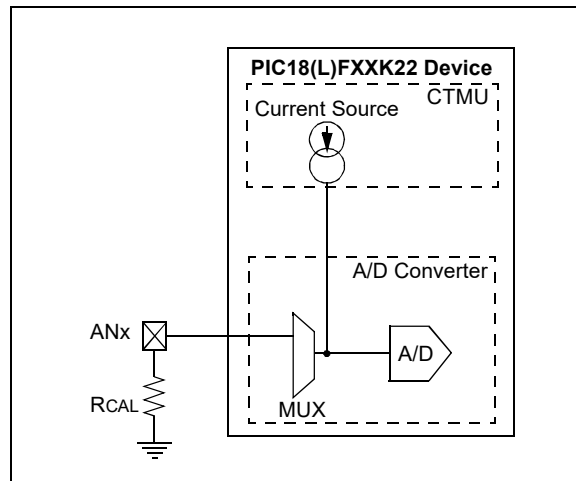 PIC18(L)FXXK22 Device
CTMU
Current Source
A/D Converter
ANx
A/D
RCAL
MUX